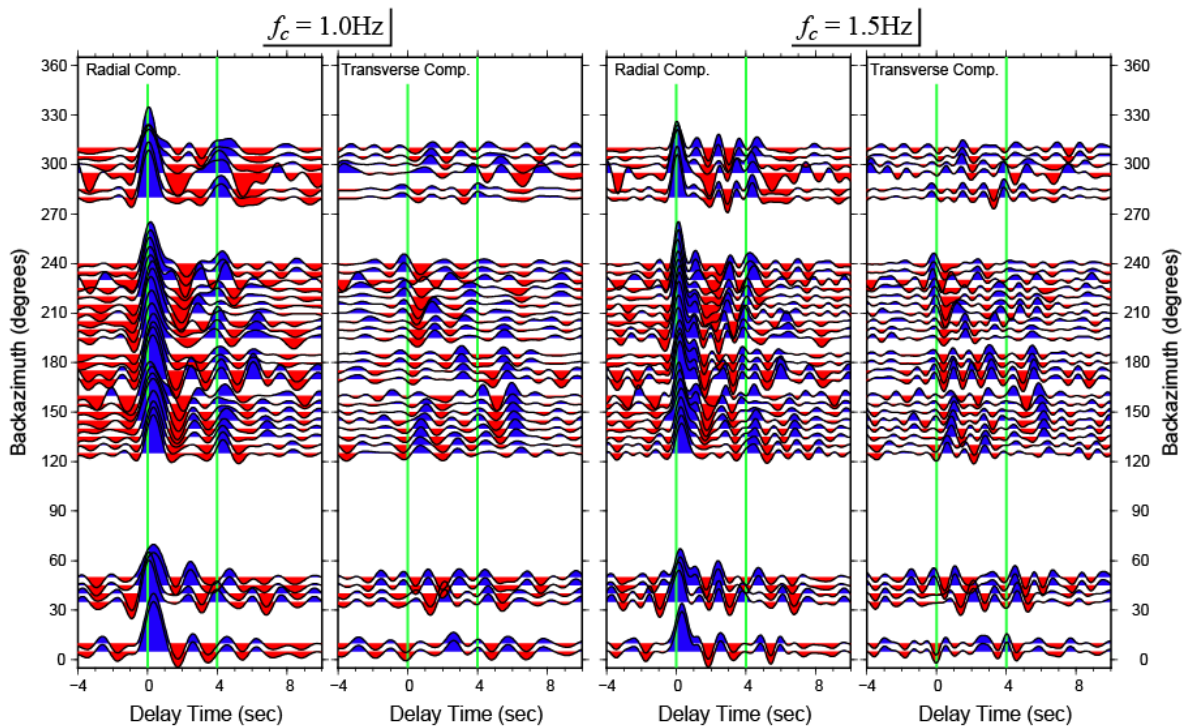 f_c = 1.0Hz
f_c = 1.5Hz
Radial Comp.
Transverse Comp.
Radial Comp.
Transverse Comp.
360
330
300
270
240
210
180
150
120
90
60
30
0
Backazimuth (degrees)
360
330
300
270
240
210
180
150
120
90
60
30
0
Backazimuth (degrees)
−4 0 4 8
−4 0 4 8
−4 0 4 8
−4 0 4 8
Delay Time (sec)
Delay Time (sec)
Delay Time (sec)
Delay Time (sec)